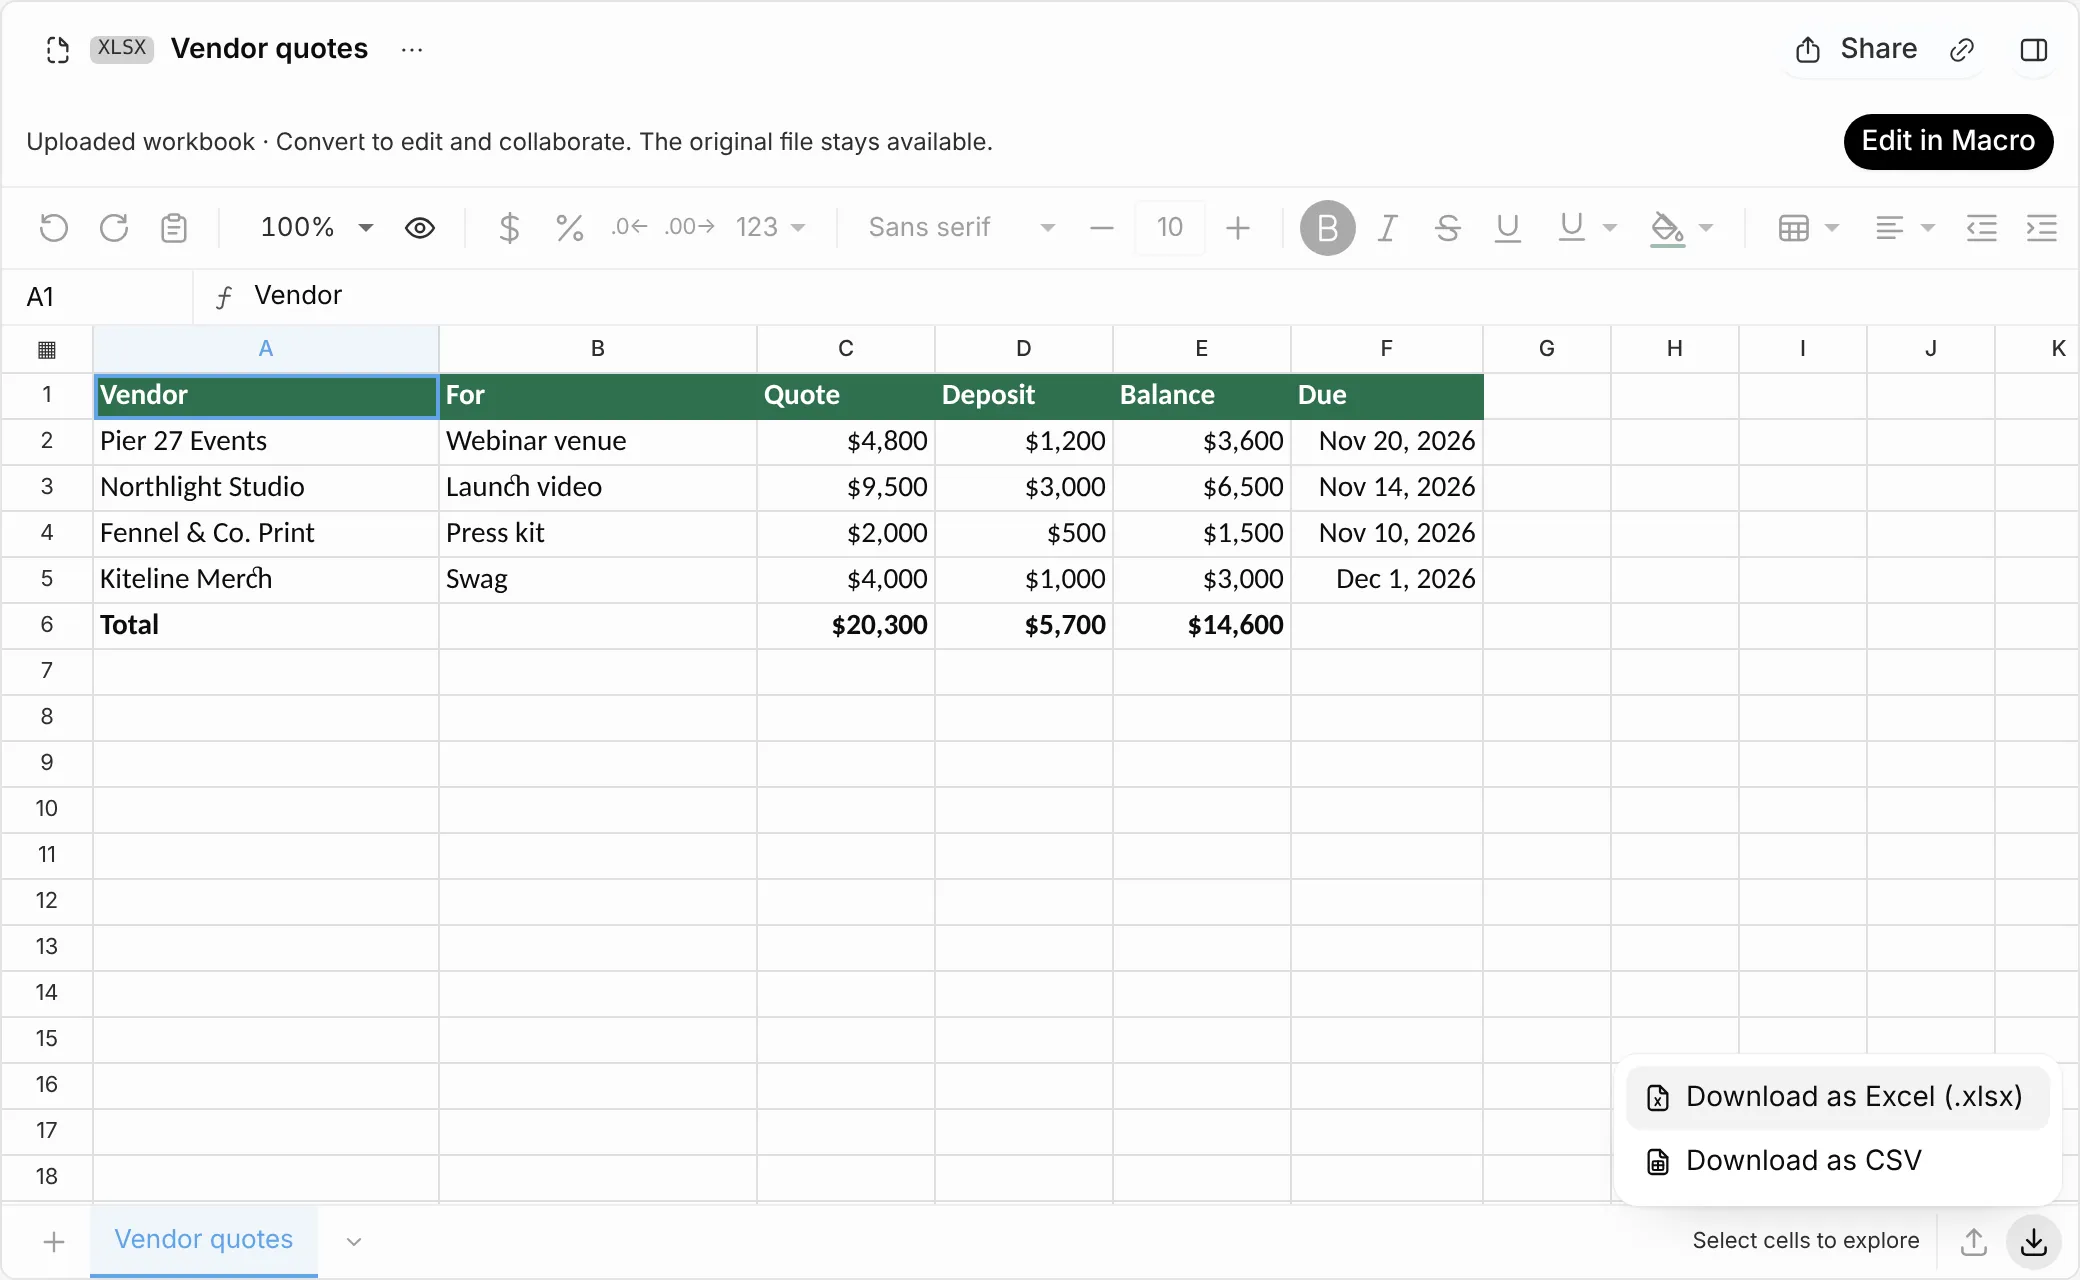 XLSX Vendor quotes ...
Share
Uploaded workbook · Convert to edit and collaborate. The original file stays available.
Edit in Macro
100% $ % .0← .00→ 123 Sans serif — 10 + B I S U U
A1 f Vendor
A B C D E F G H I J K
1 Vendor For Quote Deposit Balance Due
2 Pier 27 Events Webinar venue $4,800 $1,200 $3,600 Nov 20, 2026
3 Northlight Studio Launch video $9,500 $3,000 $6,500 Nov 14, 2026
4 Fennel & Co. Print Press kit $2,000 $500 $1,500 Nov 10, 2026
5 Kiteline Merch Swag $4,000 $1,000 $3,000 Dec 1, 2026
6 Total $20,300 $5,700 $14,600
7
8
9
10
11
12
13
14
15
16
17
18
Download as Excel (.xlsx)
Download as CSV
+ Vendor quotes
Select cells to explore